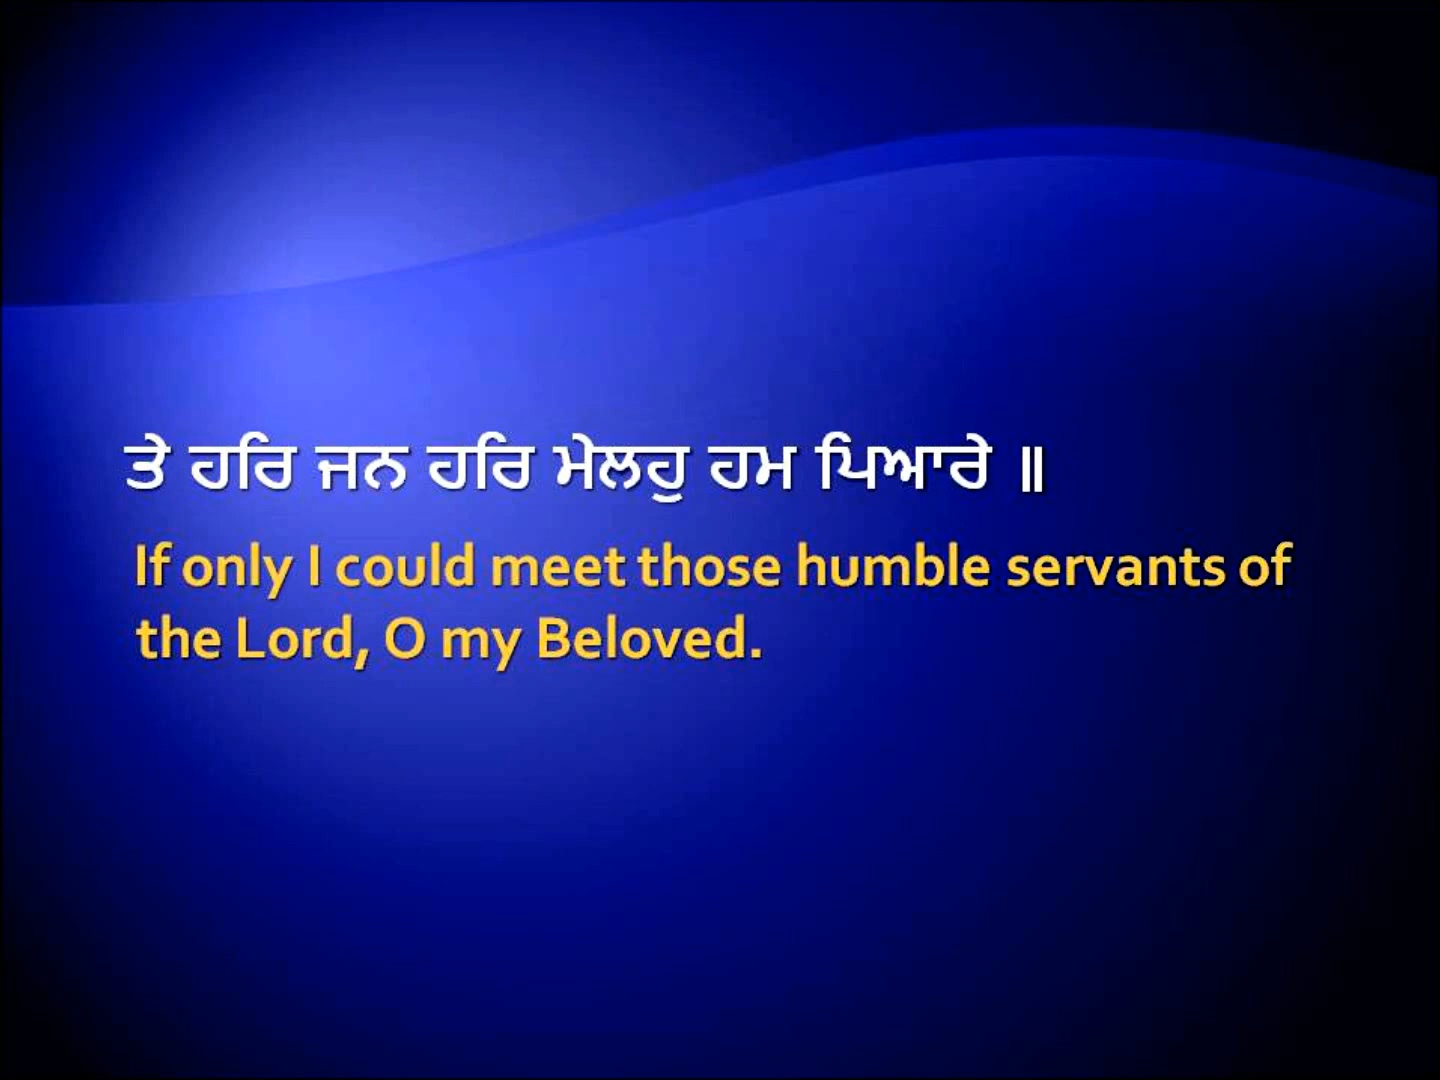 ਤੇ ਹਰਿ ਜਨ ਹਰਿ ਮੇਲਹੁ ਹਮ ਪਿਆਰੇ ॥
If only I could meet those humble servants of
the Lord, O my Beloved.